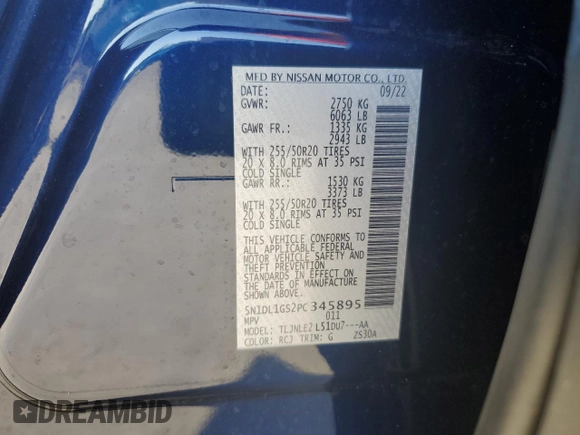 MFD BY NISSAN MOTOR CO., LTD.
DATE: 09/22
GVWR: 2750 KG
6063 LB
GAWR FR.: 1335 KG
2943 LB
WITH 255/50R20 TIRES
20 X 8.0 RIMS AT 35 PSI
COLD SINGLE
GAWR RR.: 1530 KG
3373 LB
WITH 255/50R20 TIRES
20 X 8.0 RIMS AT 35 PSI
COLD SINGLE
THIS VEHICLE CONFORMS TO
ALL APPLICABLE FEDERAL
MOTOR VEHICLE SAFETY AND
THEFT PREVENTION
STANDARDS IN EFFECT ON
THE DATE OF MANUFACTURE
SHOWN ABOVE.
5N1DL1GS2PC345895
MPV 011
MODEL: TLJNLE2 L51DU7---AA
COLOR: RCJ TRIM: G 2S30A
DREAMBID